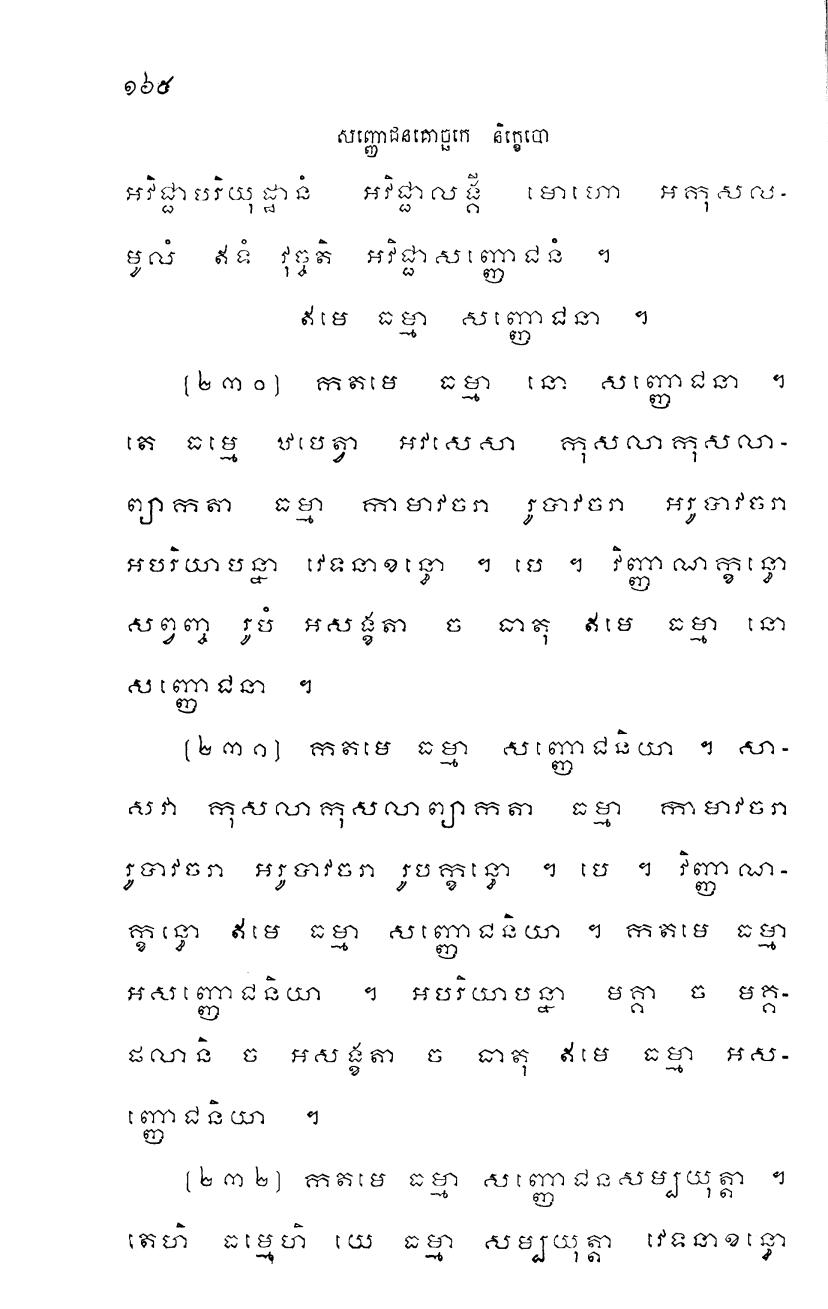 ១៦៥
សញ្ញោជនគោច្ឆកេ និក្ខេបោ
អវិជ្ជាបរិយុដ្ឋានំ អវិជ្ជាលង្គី មោហោ អកុសល-
មូលំ ឥទំ វុច្ចតិ អវិជ្ជាសញ្ញោជនំ ។
ឥមេ ធម្មា សញ្ញោជនា ។
(២៣០) កតមេ ធម្មា នោ សញ្ញោជនា ។
តេ ធម្មេ ឋបេត្វា អវសេសា កុសលាកុសលា-
ព្យាកតា ធម្មា កាមាវចរា រូបាវចរា អរូបាវចរា
អបរិយាបន្នា វេទនាខន្ធោ ។ បេ ។ វិញ្ញាណក្ខន្ធោ
សព្វញ្ច រូបំ អសង្ខតា ច ធាតុ ឥមេ ធម្មា នោ
សញ្ញោជនា ។
(២៣១) កតមេ ធម្មា សញ្ញោជនិយា ។ សា-
សវា កុសលាកុសលាព្យាកតា ធម្មា កាមាវចរា
រូបាវចរា អរូបាវចរា រូបក្ខន្ធោ ។ បេ ។ វិញ្ញាណ-
ក្ខន្ធោ ឥមេ ធម្មា សញ្ញោជនិយា ។ កតមេ ធម្មា
អសញ្ញោជនិយា ។ អបរិយាបន្នា មគ្គា ច មគ្គ-
ផលានិ ច អសង្ខតា ច ធាតុ ឥមេ ធម្មា អស-
ញ្ញោជនិយា ។
(២៣២) កតមេ ធម្មា សញ្ញោជនសម្បយុត្តា ។
តេហិ ធម្មេហិ យេ ធម្មា សម្បយុត្តា វេទនាខន្ធោ